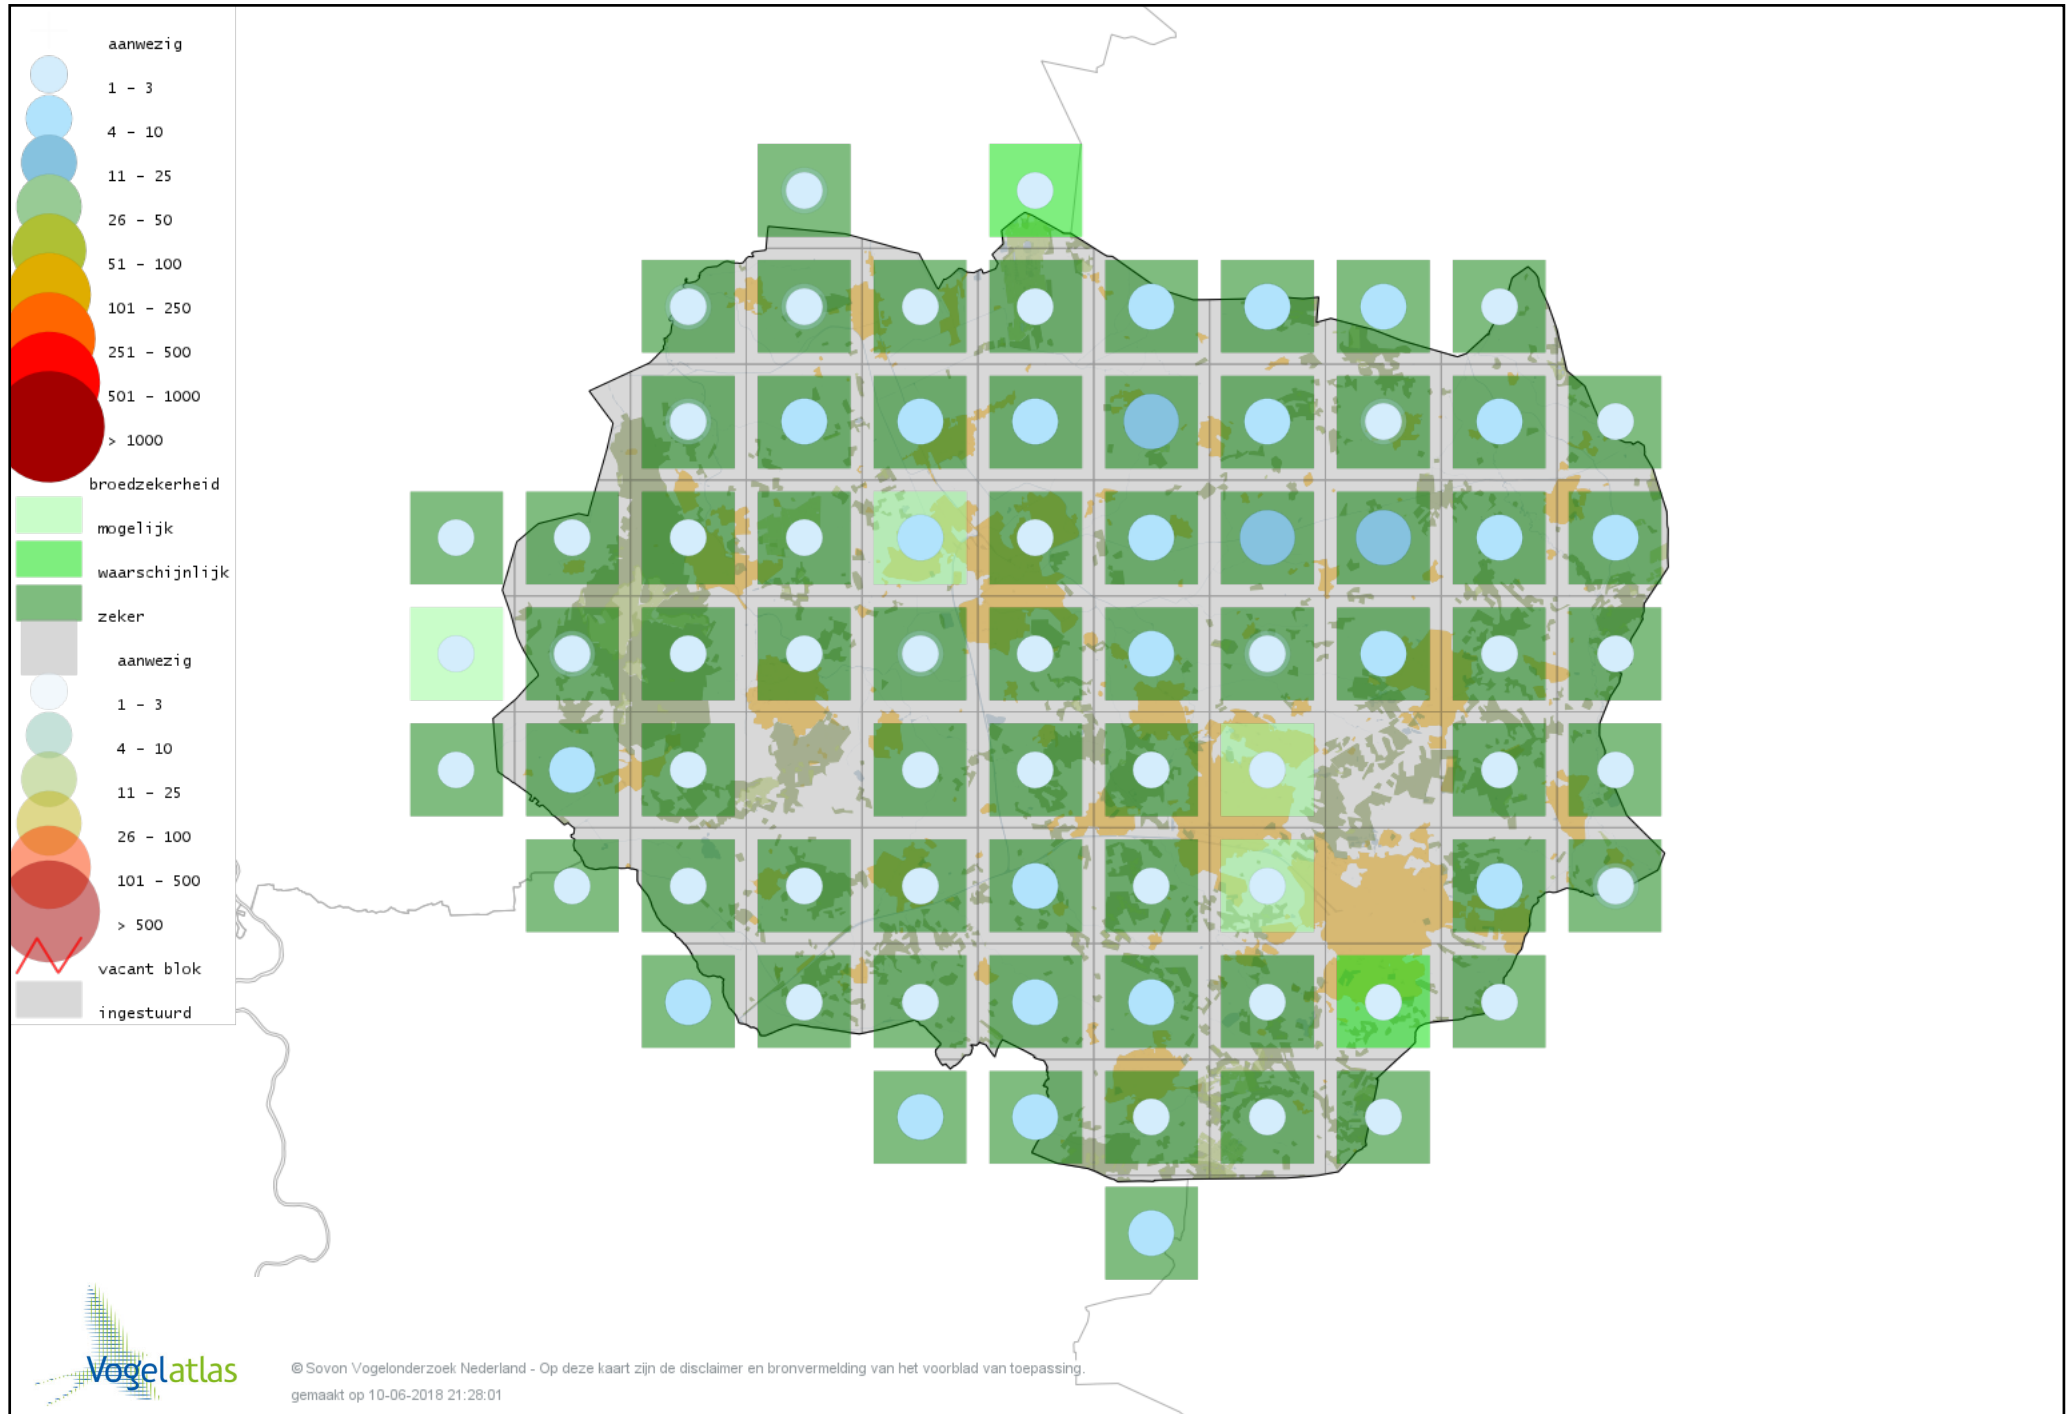 aanwezig
1 - 3
4 - 10
11 - 25
26 - 50
51 - 100
101 - 250
251 - 500
501 - 1000
> 1000
broedzekerheid
mogelijk
waarschijnlijk
zeker
aanwezig
1 - 3
4 - 10
11 - 25
26 - 100
101 - 500
> 500
vacant blok
ingestuurd
Vogelatlas
© Sovon Vogelonderzoek Nederland - Op deze kaart zijn de disclaimer en bronvermelding van het voorblad van toepassing.
gemaakt op 10-06-2018 21:28:01